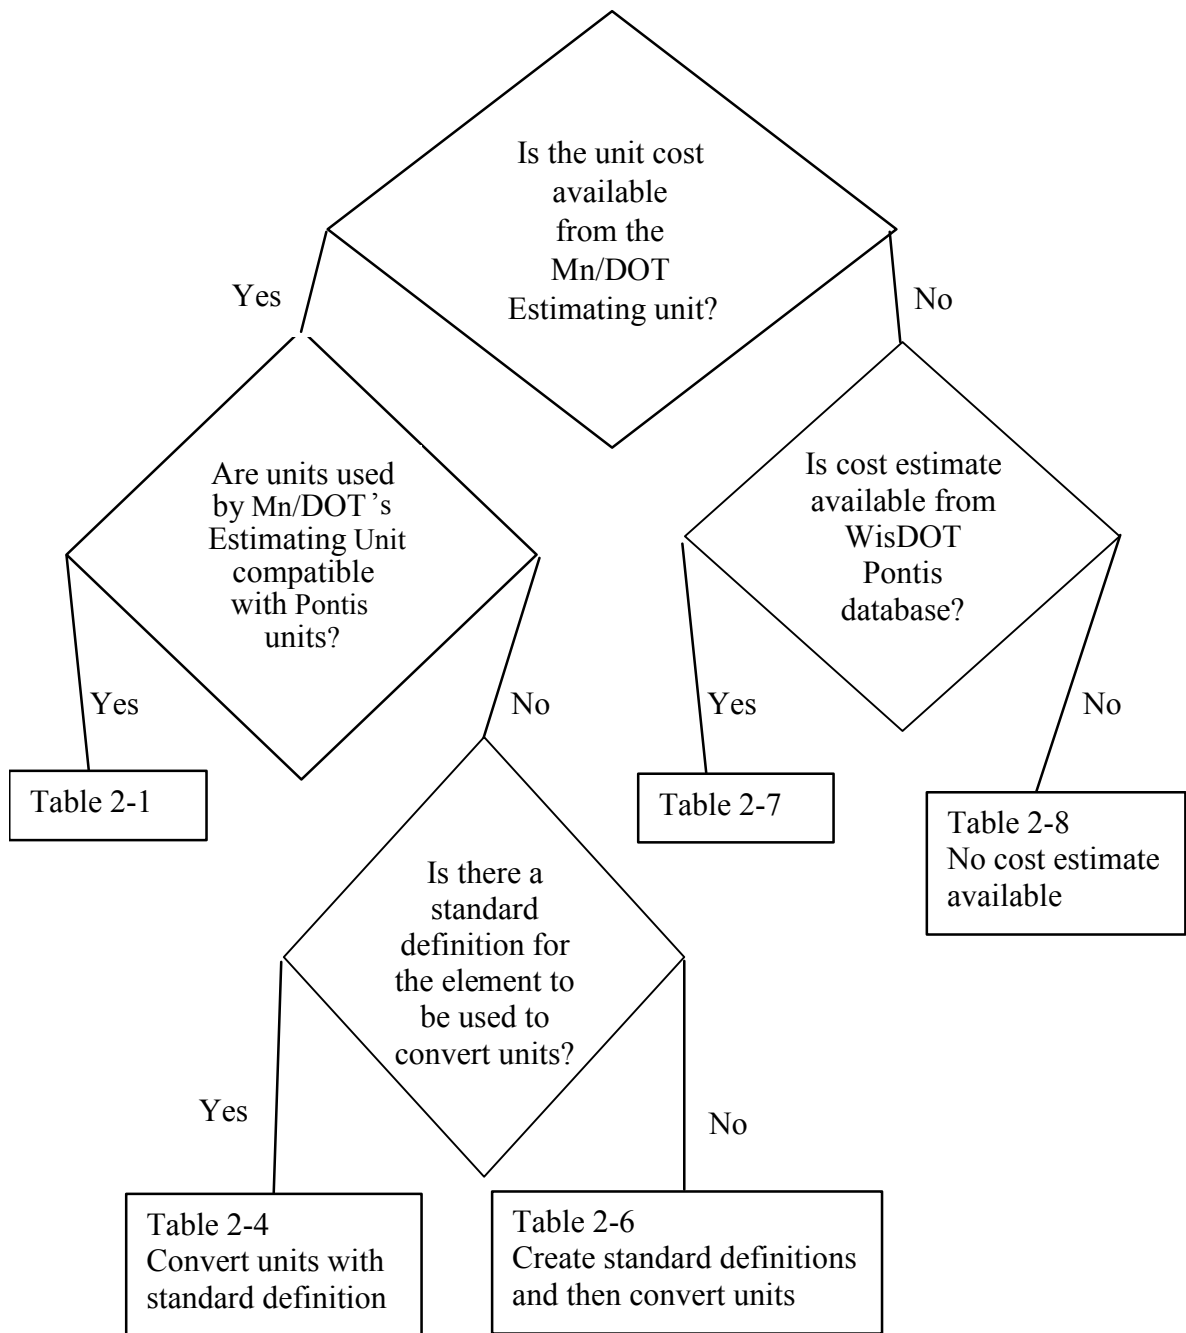 Is the unit cost
available
from the
Mn/DOT
Estimating unit?
Yes
No
Are units used
by Mn/DOT's
Estimating Unit
compatible
with Pontis
units?
Is cost estimate
available from
WisDOT
Pontis
database?
Yes
No
Yes
No
Table 2-1
Table 2-7
Table 2-8
No cost estimate
available
Is there a
standard
definition for
the element to
be used to
convert units?
Yes
No
Table 2-4
Convert units with
standard definition
Table 2-6
Create standard definitions
and then convert units